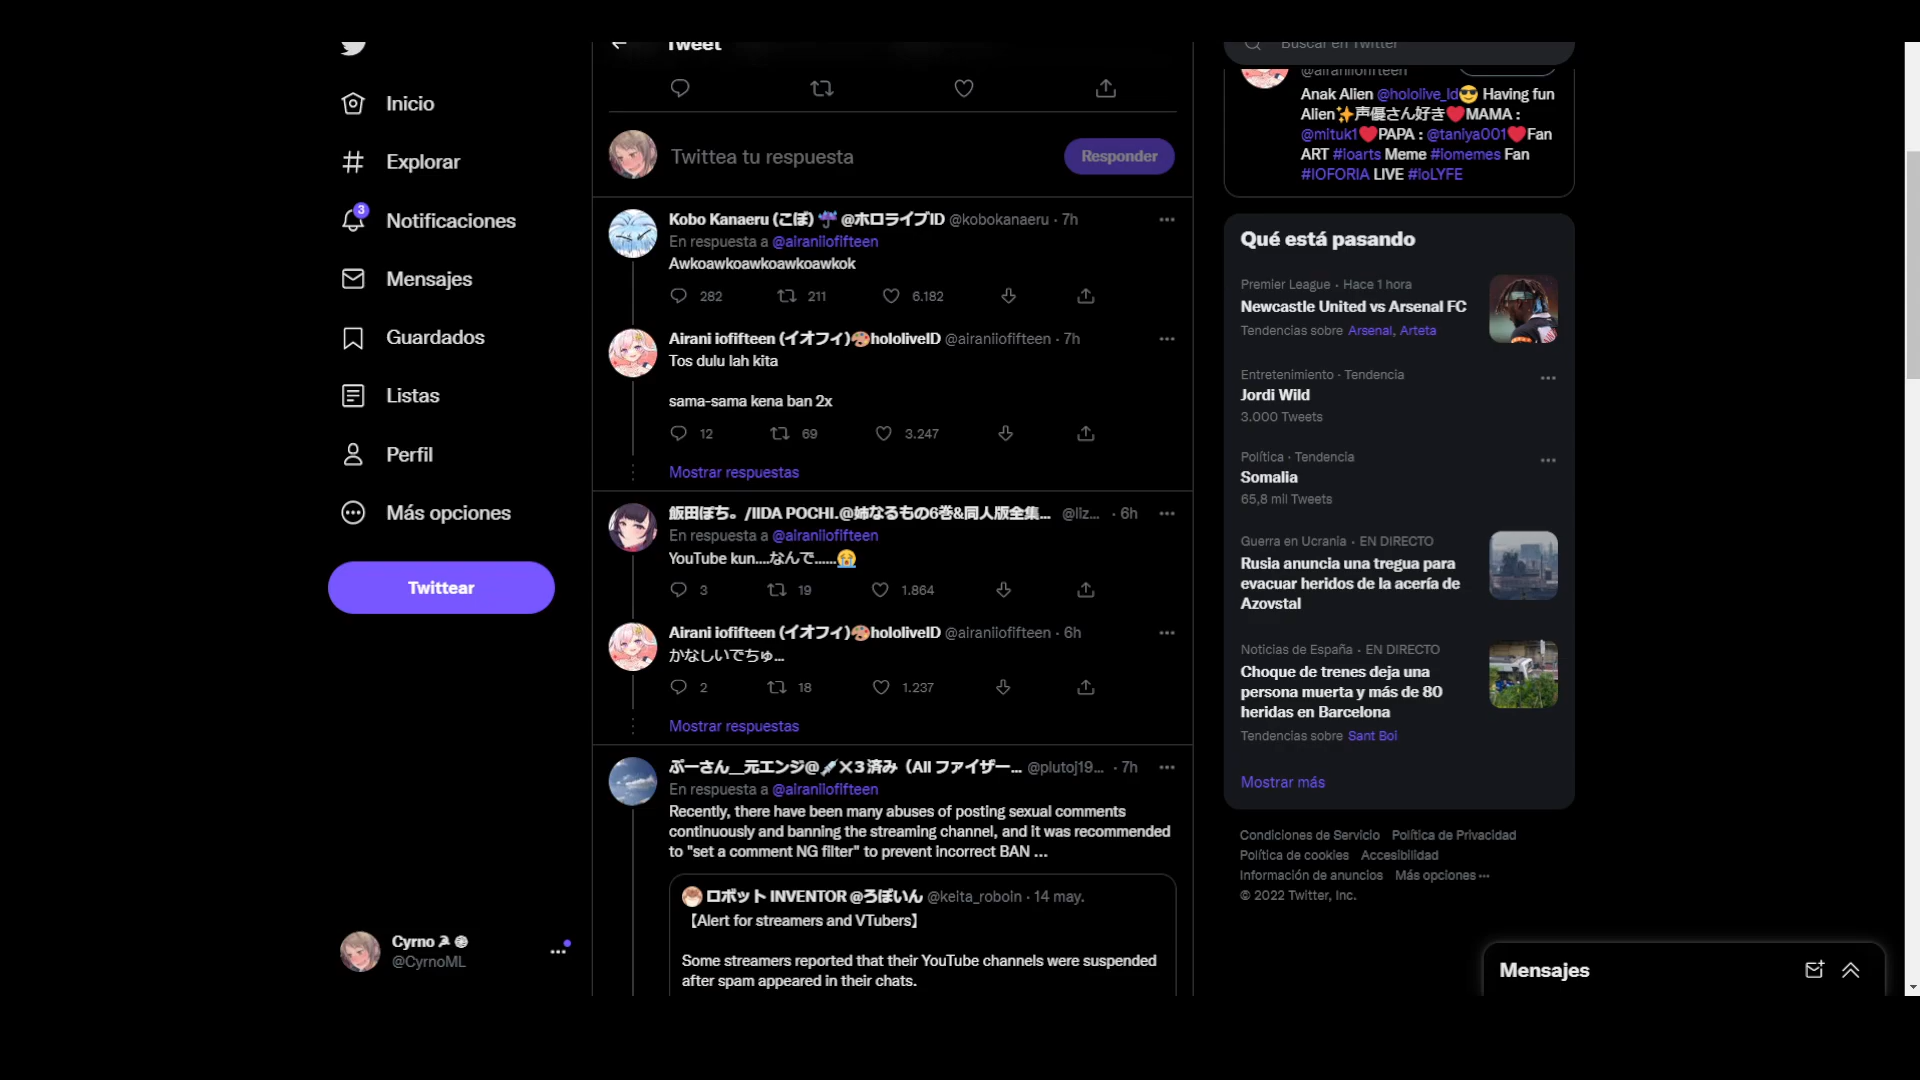 Inicio
Explorar
3
Notificaciones
Mensajes
Guardados
Listas
Perfil
Más opciones
Twittear
Cyrno
@CyrnoML
Tweet
Twittea tu respuesta
Responder
Kobo Kanaeru (こぼ) ☔ @ホロライブID @kobokanaeru · 7h
En respuesta a @airaniiofifteen
Awkoawkoawkoawkoawkok
282 211 6.182
Airani iofifteen (イオフィ)🎨hololiveID @airaniiofifteen · 7h
Tos dulu lah kita
sama-sama kena ban 2x
12 69 3.247
Mostrar respuestas
飯田ぽち。/IIDA POCHI.@姉なるもの6巻&同人版全集... @liz... · 6h
En respuesta a @airaniiofifteen
YouTube kun....なんで......😭
3 19 1.864
Airani iofifteen (イオフィ)🎨hololiveID @airaniiofifteen · 6h
かなしいでちゅ...
2 18 1.237
Mostrar respuestas
ぷーさん__元エンジ@💉×3済み（All ファイザー... @plutoj19... · 7h
En respuesta a @airaniiofifteen
Recently, there have been many abuses of posting sexual comments
continuously and banning the streaming channel, and it was recommended
to "set a comment NG filter" to prevent incorrect BAN ...
ロボット INVENTOR @ろぼいん @keita_roboin · 14 may.
【Alert for streamers and VTubers】
Some streamers reported that their YouTube channels were suspended
after spam appeared in their chats.
Buscar en Twitter
@airaniiofifteen
Anak Alien @hololive_Id😎 Having fun
Alien✨声優さん好き❤️MAMA :
@mituk1❤️PAPA : @taniya001❤️Fan
ART #ioarts Meme #iomemes Fan
#IOFORIA LIVE #ioLYFE
Qué está pasando
Premier League · Hace 1 hora
Newcastle United vs Arsenal FC
Tendencias sobre Arsenal, Arteta
Entretenimiento · Tendencia
Jordi Wild
3.000 Tweets
Política · Tendencia
Somalia
65,8 mil Tweets
Guerra en Ucrania · EN DIRECTO
Rusia anuncia una tregua para
evacuar heridos de la acería de
Azovstal
Noticias de España · EN DIRECTO
Choque de trenes deja una
persona muerta y más de 80
heridas en Barcelona
Tendencias sobre Sant Boi
Mostrar más
Condiciones de Servicio Política de Privacidad
Política de cookies Accesibilidad
Información de anuncios Más opciones ···
© 2022 Twitter, Inc.
Mensajes